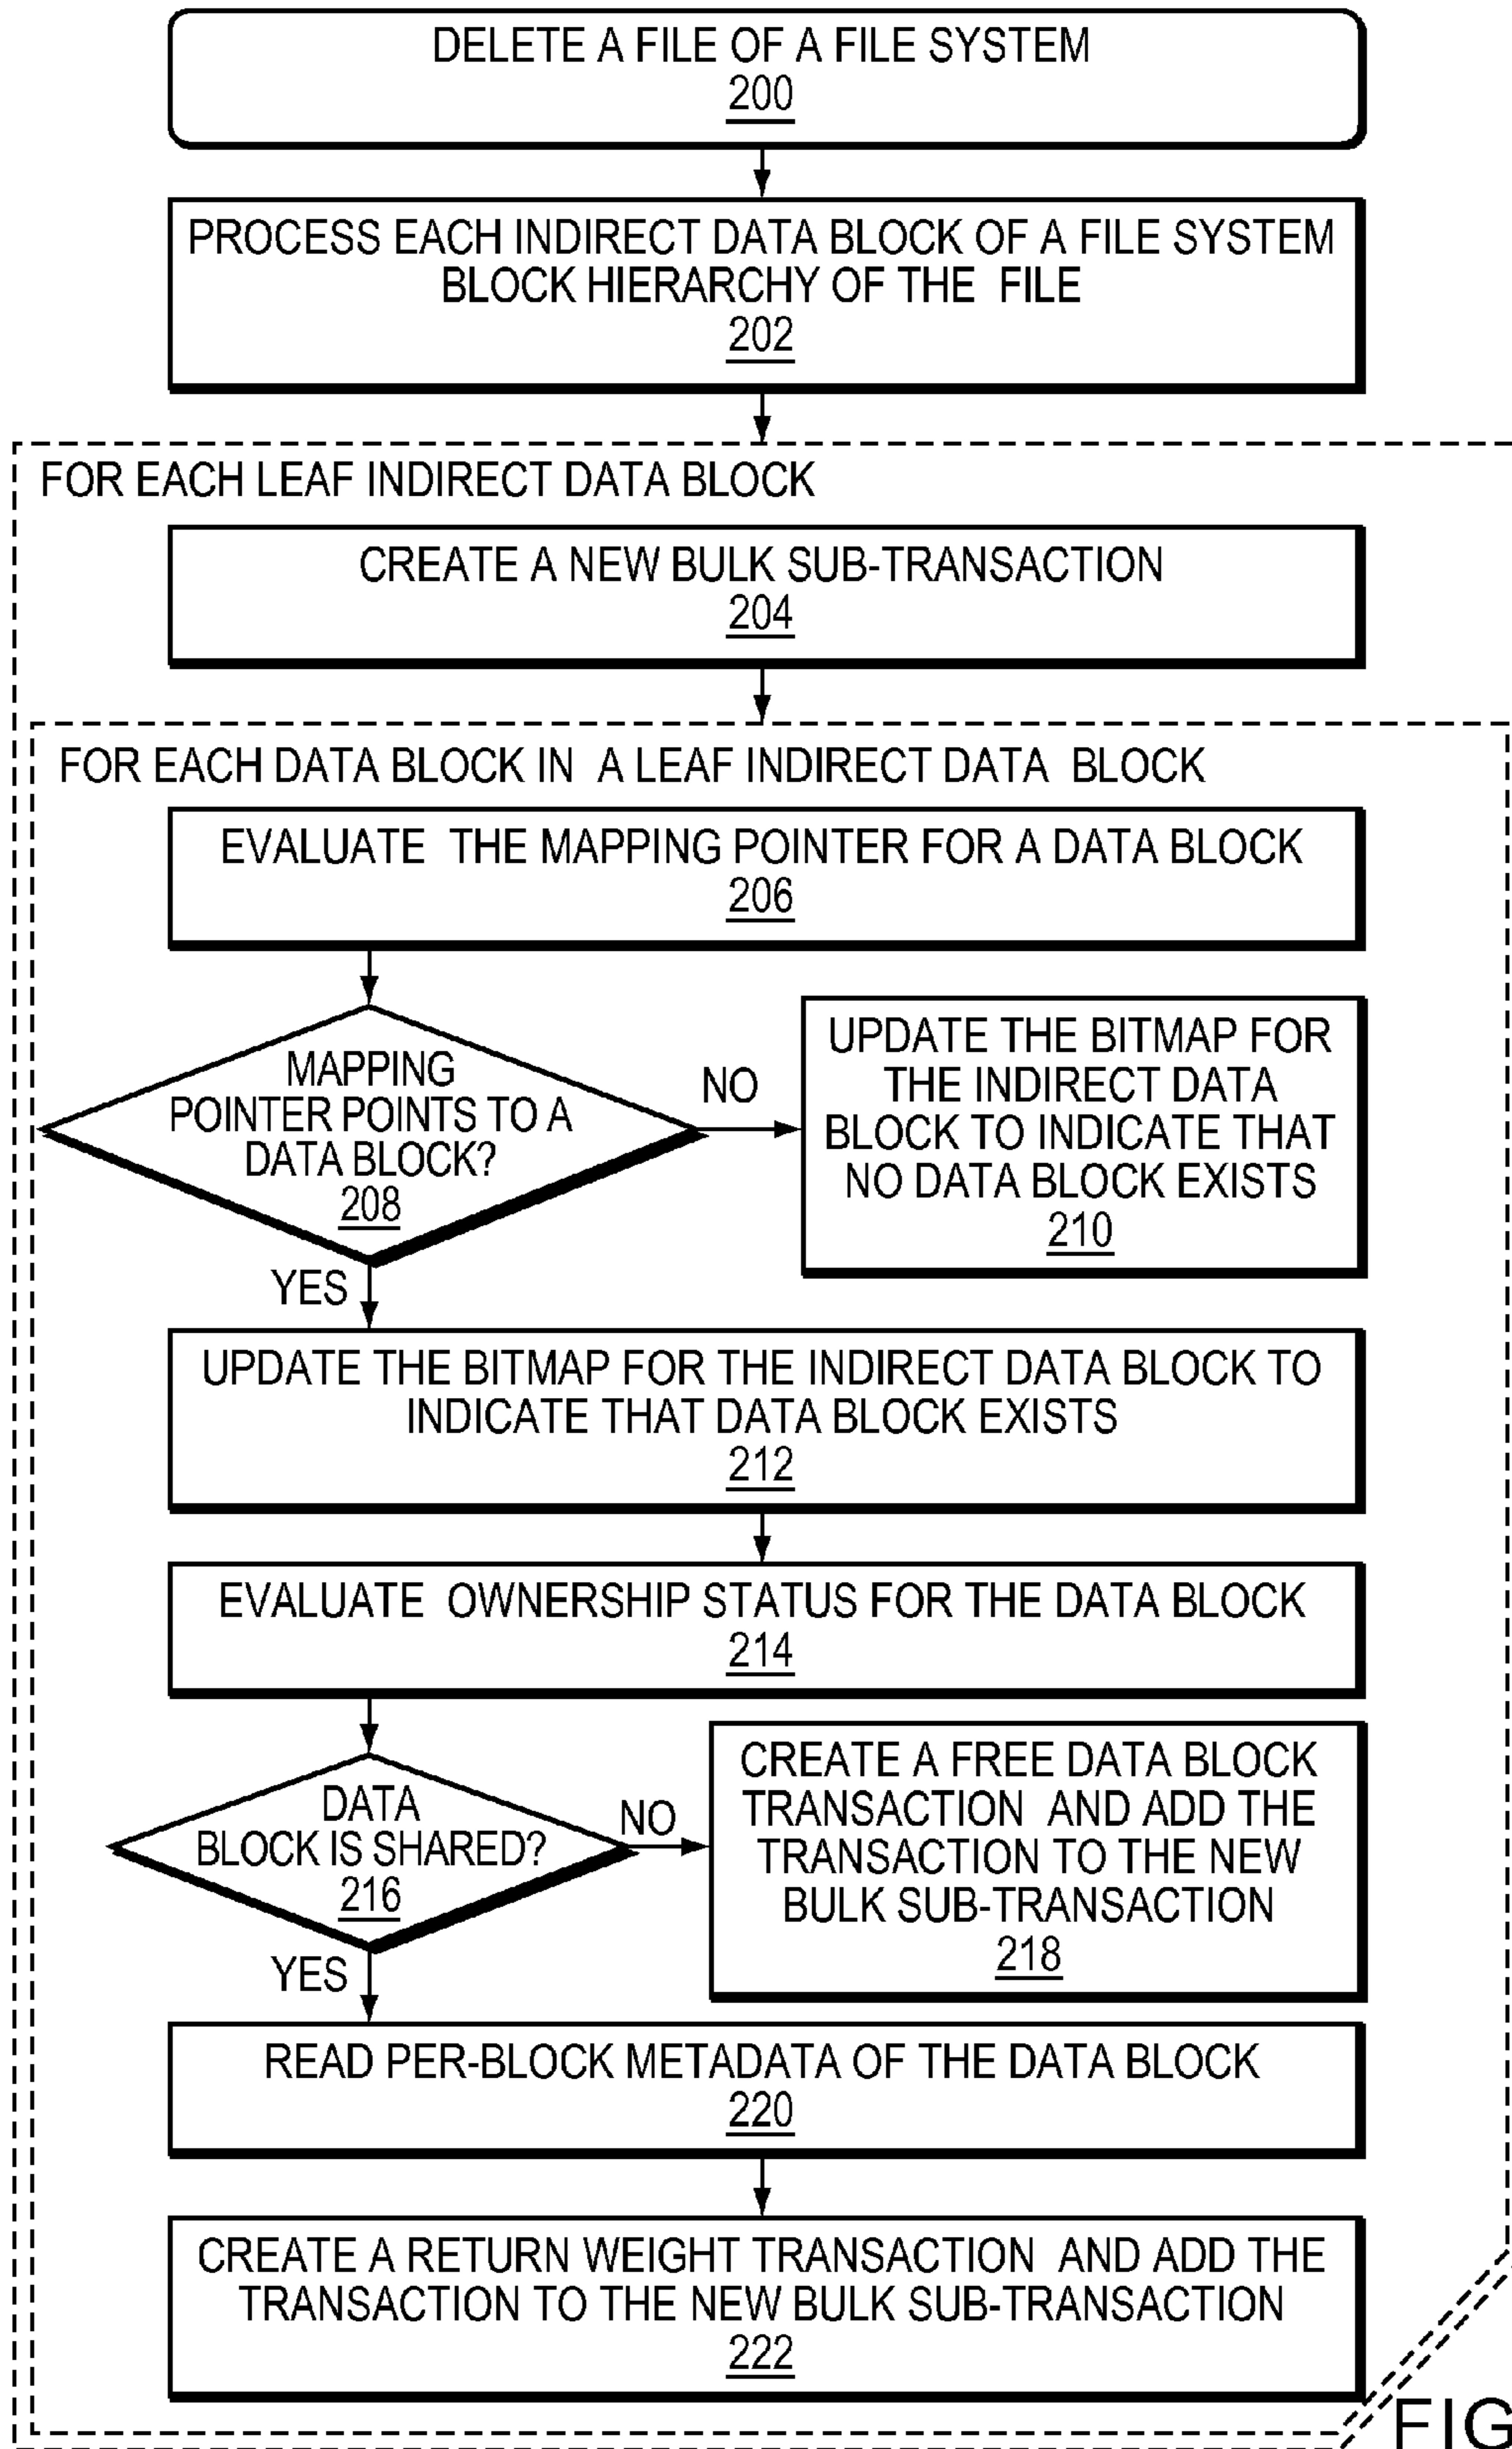 DELETE A FILE OF A FILE SYSTEM
200
PROCESS EACH INDIRECT DATA BLOCK OF A FILE SYSTEM
BLOCK HIERARCHY OF THE FILE
202
FOR EACH LEAF INDIRECT DATA BLOCK
CREATE A NEW BULK SUB-TRANSACTION
204
FOR EACH DATA BLOCK IN A LEAF INDIRECT DATA BLOCK
EVALUATE THE MAPPING POINTER FOR A DATA BLOCK
206
MAPPING
POINTER POINTS TO A
DATA BLOCK?
208
NO
UPDATE THE BITMAP FOR
THE INDIRECT DATA
BLOCK TO INDICATE THAT
NO DATA BLOCK EXISTS
210
YES
UPDATE THE BITMAP FOR THE INDIRECT DATA BLOCK TO
INDICATE THAT DATA BLOCK EXISTS
212
EVALUATE OWNERSHIP STATUS FOR THE DATA BLOCK
214
DATA
BLOCK IS SHARED?
216
NO
CREATE A FREE DATA BLOCK
TRANSACTION AND ADD THE
TRANSACTION TO THE NEW
BULK SUB-TRANSACTION
218
YES
READ PER-BLOCK METADATA OF THE DATA BLOCK
220
CREATE A RETURN WEIGHT TRANSACTION AND ADD THE
TRANSACTION TO THE NEW BULK SUB-TRANSACTION
222
FIG